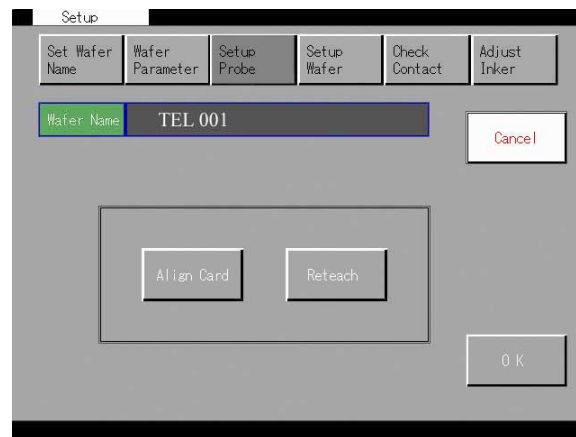 Setup
Set Wafer Name
Wafer Parameter
Setup Probe
Setup Wafer
Check Contact
Adjust Inker
Wafer Name TEL 001
Cancel
Align Card
Reteach
OK